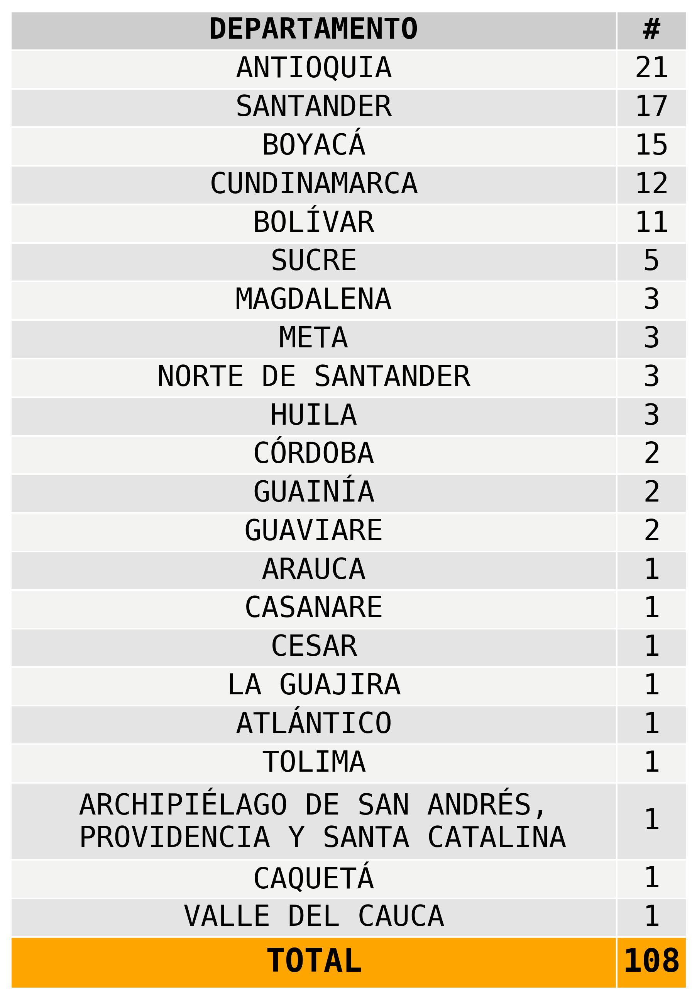 DEPARTAMENTO #
ANTIOQUIA 21
SANTANDER 17
BOYACÁ 15
CUNDINAMARCA 12
BOLÍVAR 11
SUCRE 5
MAGDALENA 3
META 3
NORTE DE SANTANDER 3
HUILA 3
CÓRDOBA 2
GUAINÍA 2
GUAVIARE 2
ARAUCA 1
CASANARE 1
CESAR 1
LA GUAJIRA 1
ATLÁNTICO 1
TOLIMA 1
ARCHIPIÉLAGO DE SAN ANDRÉS,
PROVIDENCIA Y SANTA CATALINA 1
CAQUETÁ 1
VALLE DEL CAUCA 1
TOTAL 108